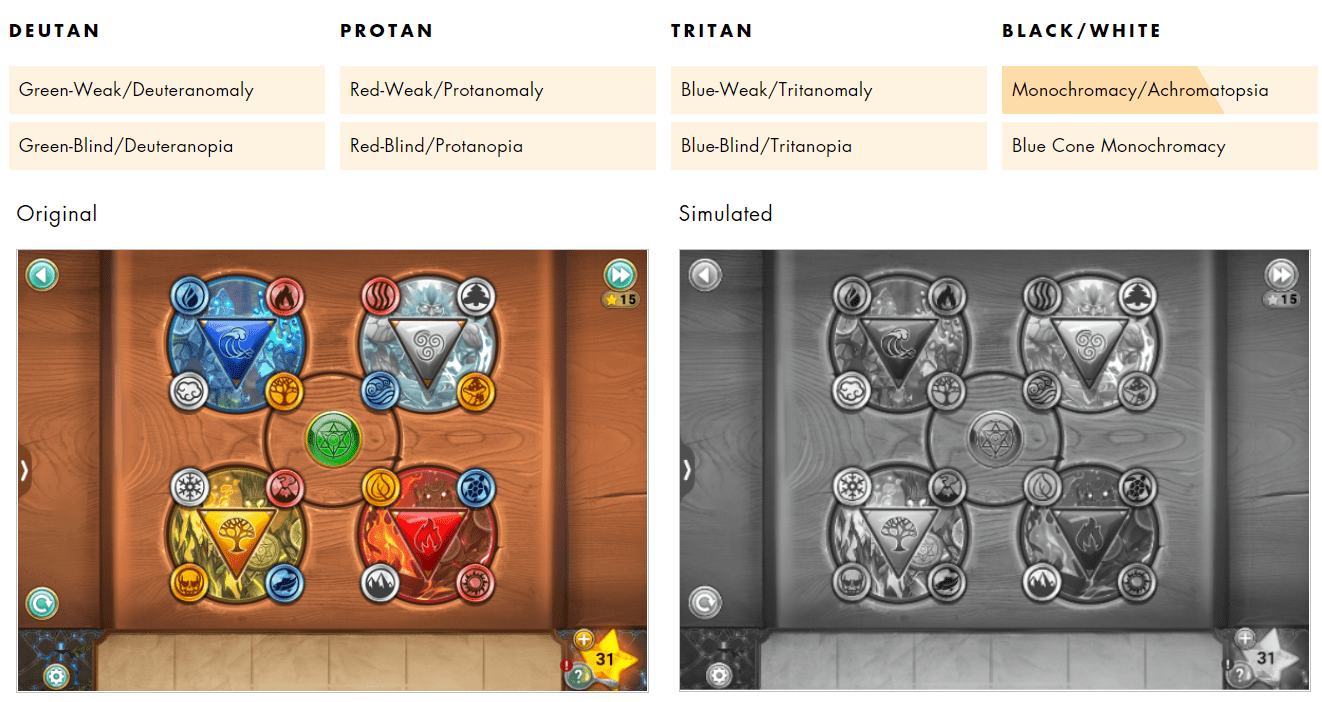 DEUTAN PROTAN TRITAN BLACK/WHITE
Green-Weak/Deuteranomaly Red-Weak/Protanomaly Blue-Weak/Tritanomaly Monochromacy/Achromatopsia
Green-Blind/Deuteranopia Red-Blind/Protanopia Blue-Blind/Tritanopia Blue Cone Monochromacy
Original Simulated
15 15
31 31
! ? ! ?